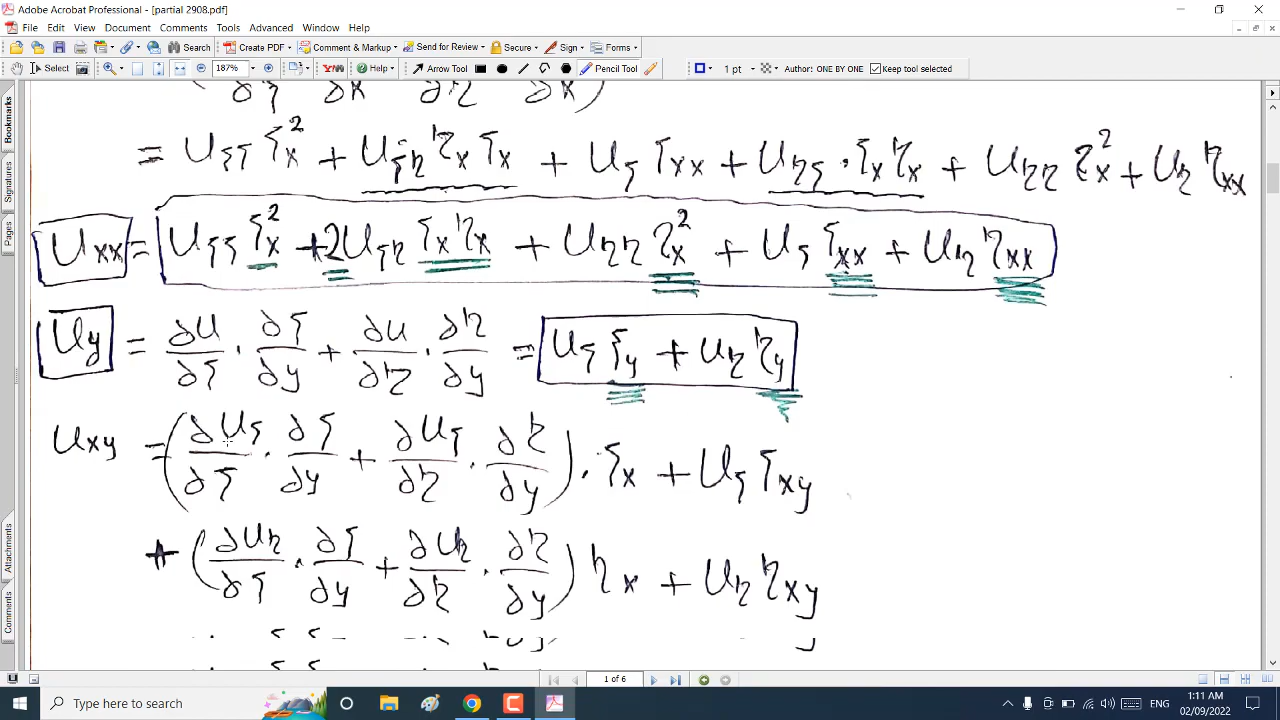 Adobe Acrobat Professional - [partial 2908.pdf]
File Edit View Document Comments Tools Advanced Window Help
Search Create PDF Comment & Markup Send for Review Secure Sign Forms
Select 187% Help Arrow Tool Pencil Tool 1 pt Author: ONE BY ONE Keep tool selected
∂ξ ∂x ∂η ∂x )
= Uξξ ξx² + Uξη ηx ξx + Uξ ξxx + Uηξ · ξx ηx + Uηη ηx² + Uη ηxx
Uxx = Uξξ ξx² + 2Uξη ξx ηx + Uηη ηx² + Uξ ξxx + Uη ηxx
Uy = ∂U/∂ξ · ∂ξ/∂y + ∂u/∂η · ∂η/∂y = Uξ ξy + Uη ηy
Uxy = (∂Uξ/∂ξ · ∂ξ/∂y + ∂Uξ/∂η · ∂η/∂y) · ξx + Uξ ξxy
+ (∂Uη/∂ξ · ∂ξ/∂y + ∂Uη/∂η · ∂η/∂y) ηx + Uη ηxy
Bookmarks
Signatures
Pages
Attachments
Comments
1 of 6
Type here to search
ENG
1:11 AM
02/09/2022